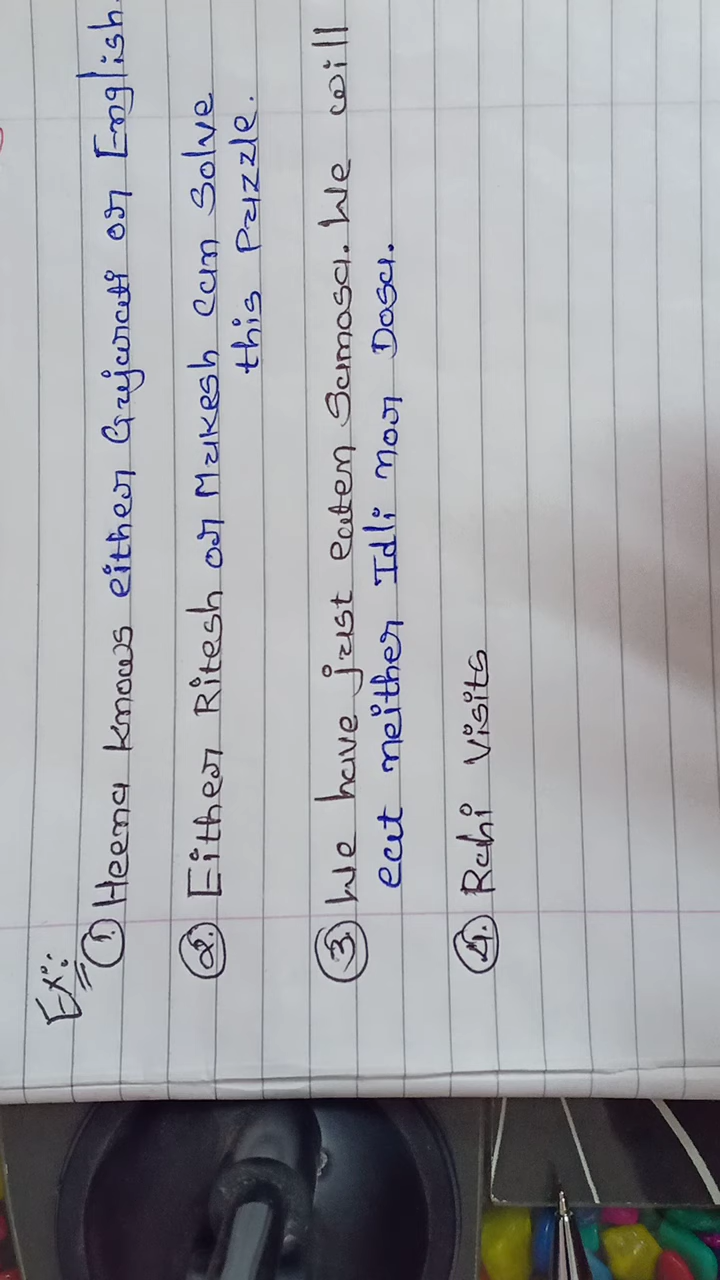 Ex:
1. Heena knows either Gujarati or English.
2. Either Ritesh or Mukesh can solve
this Puzzle.
3. We have just eaten Samosa. We will
eat neither Idli nor Dosa.
4. Rahi visits